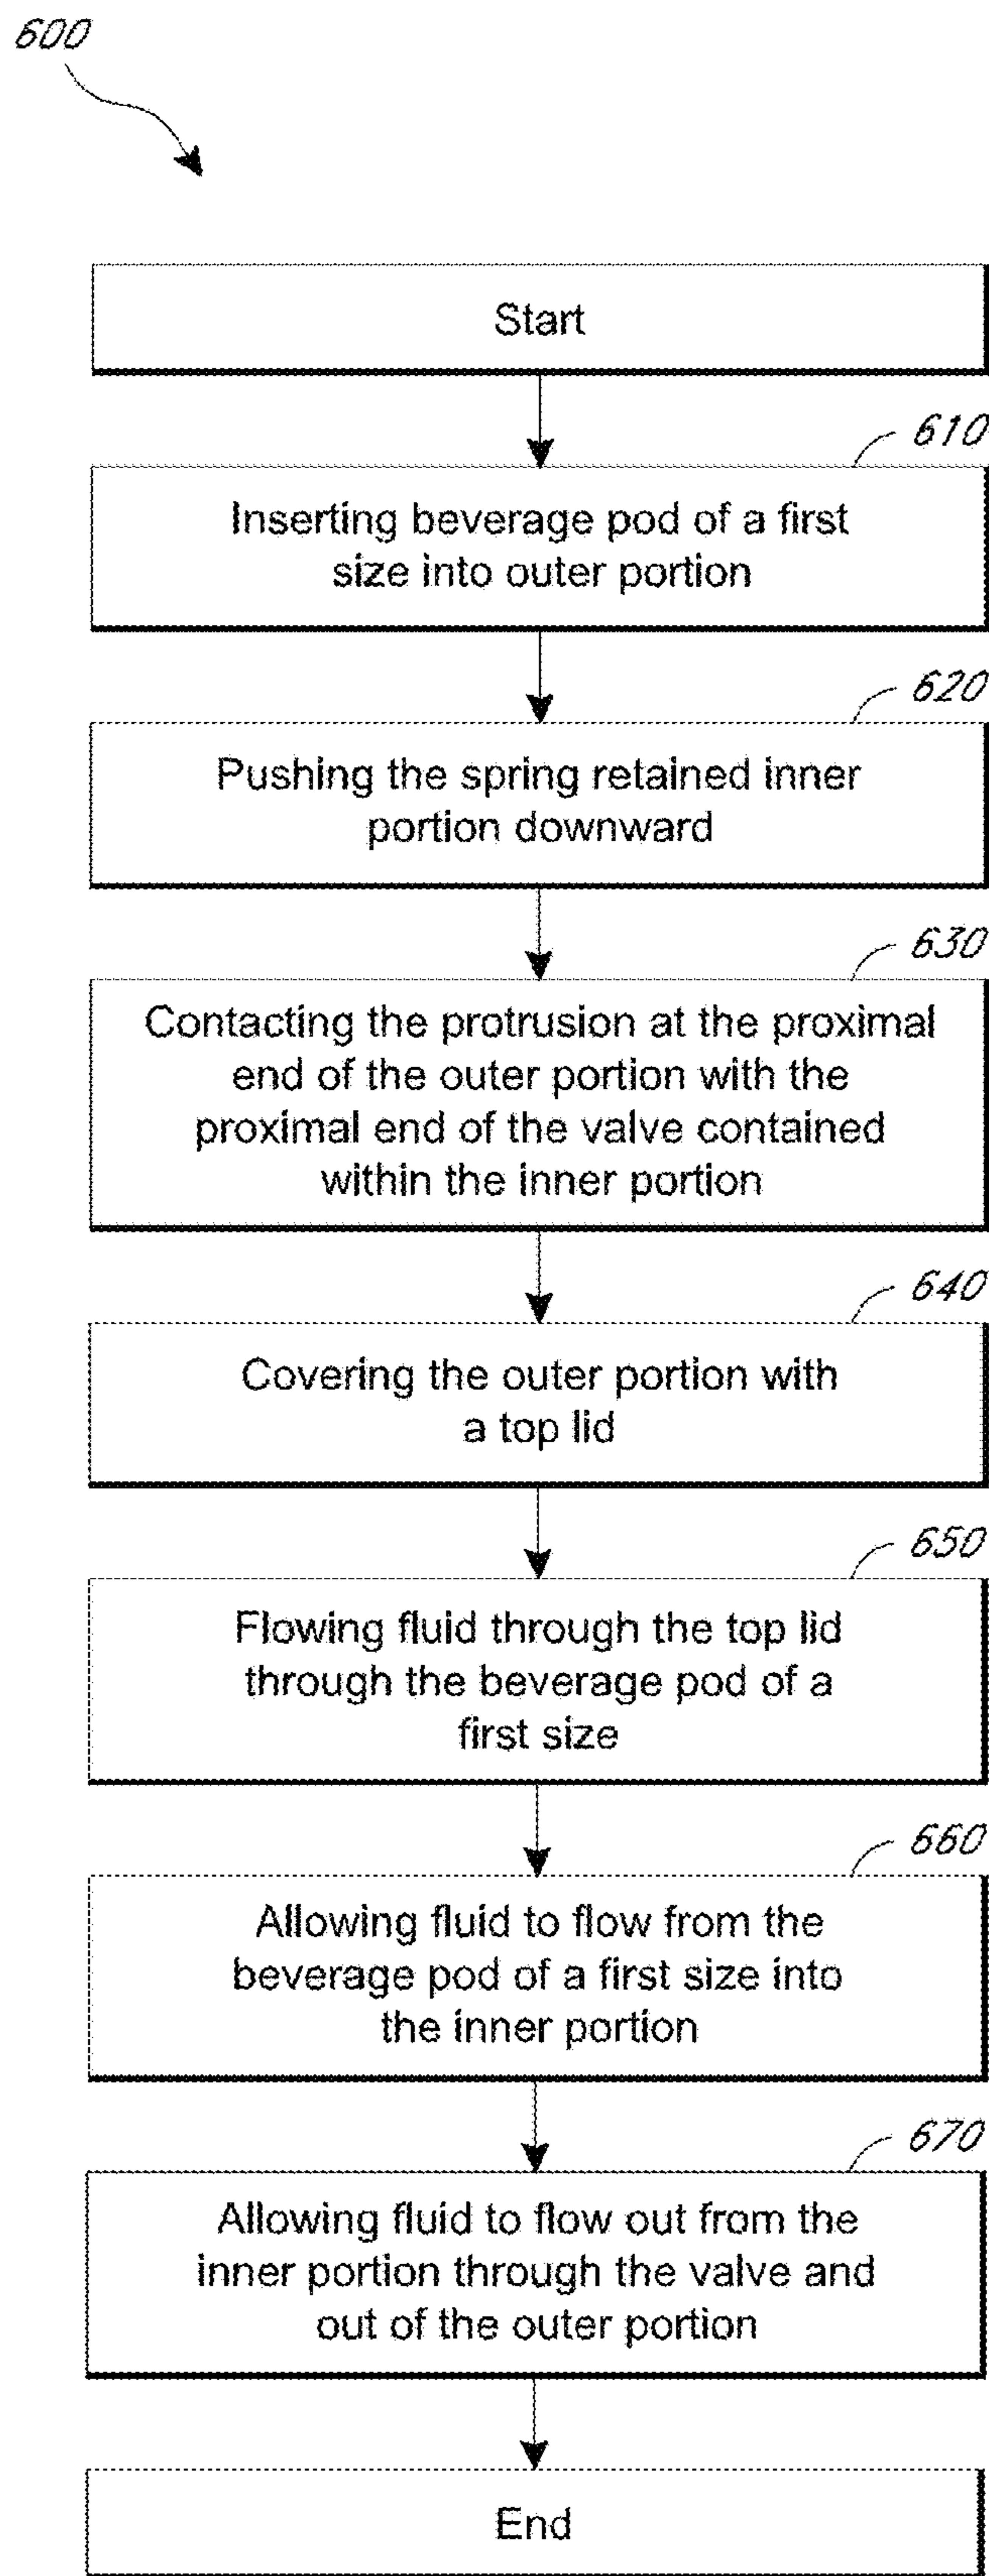 600
Start
610
Inserting beverage pod of a first
size into outer portion
620
Pushing the spring retained inner
portion downward
630
Contacting the protrusion at the proximal
end of the outer portion with the
proximal end of the valve contained
within the inner portion
640
Covering the outer portion with
a top lid
650
Flowing fluid through the top lid
through the beverage pod of a
first size
660
Allowing fluid to flow from the
beverage pod of a first size into
the inner portion
670
Allowing fluid to flow out from the
inner portion through the valve and
out of the outer portion
End